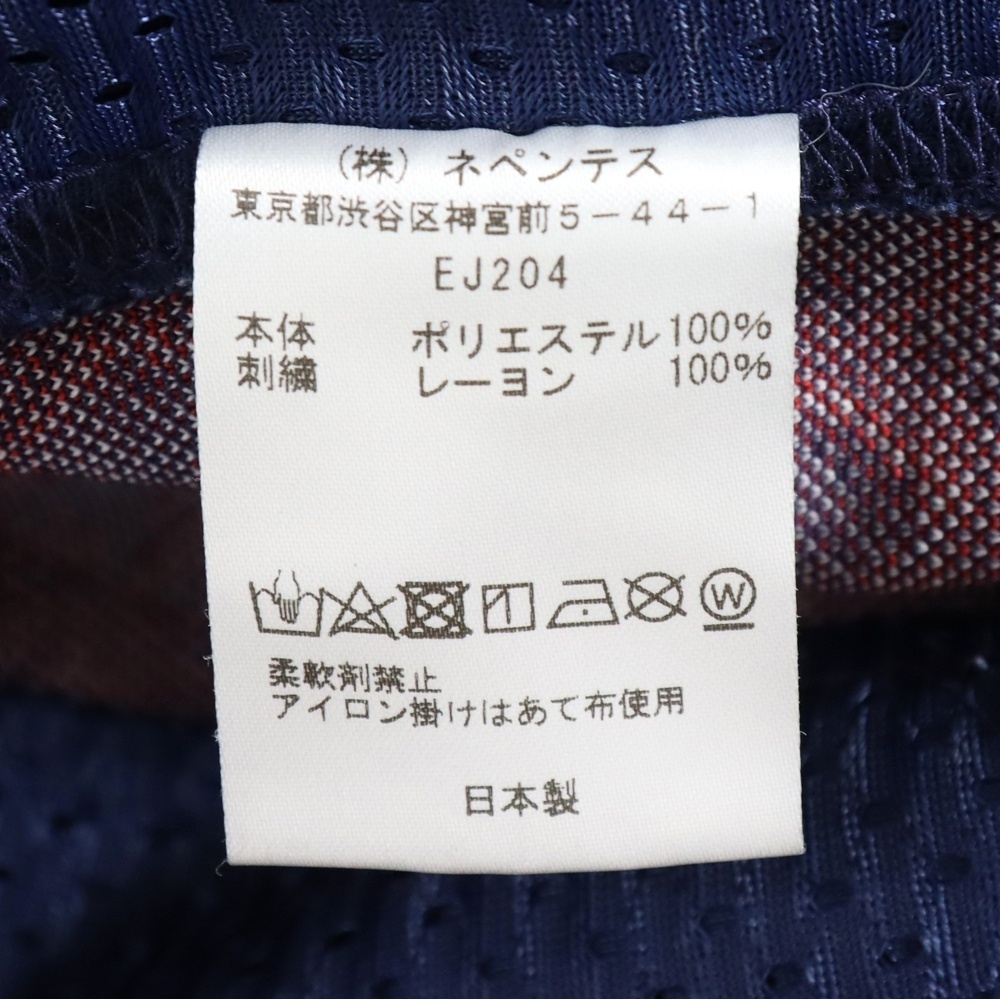 （株）ネペンテス
東京都渋谷区神宮前5－44－1
EJ204
本体 ポリエステル100％
刺繍 レーヨン 100％
W
柔軟剤禁止
アイロン掛けはあて布使用
日本製